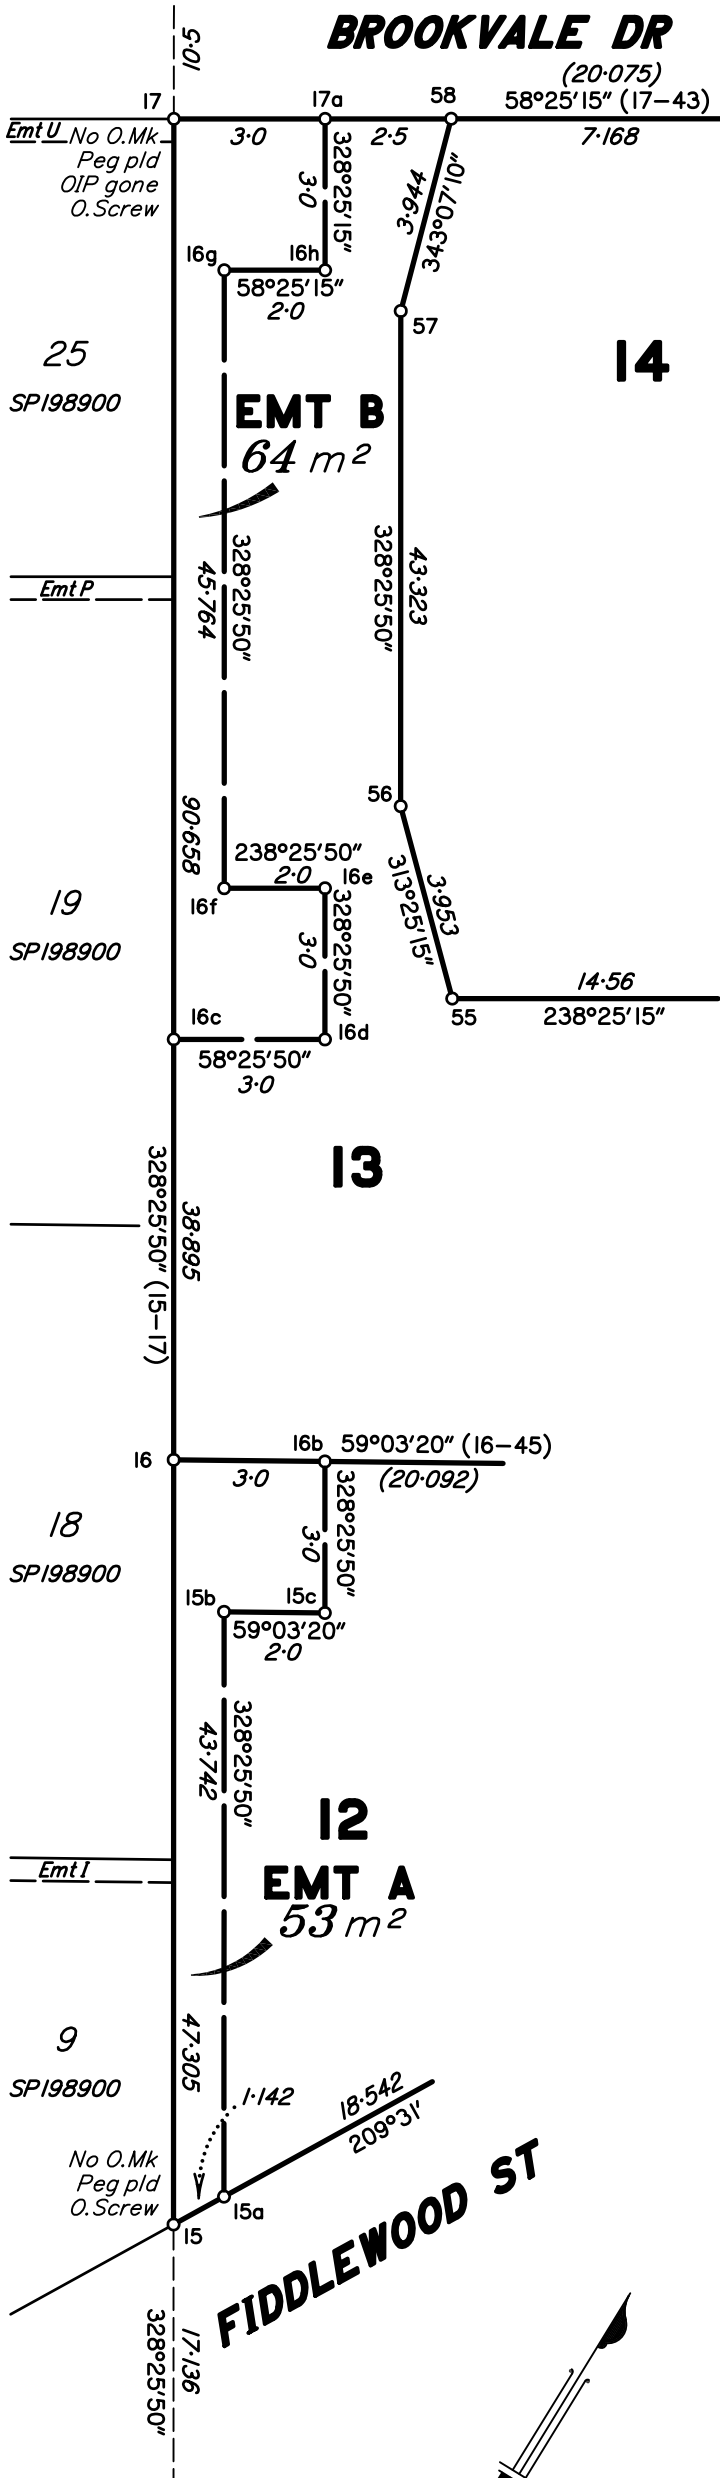 5·01
BROOKVALE DR
(20·075)
17
17a
58
58°25'15" (17-43)
Emt U
No O.Mk
3·0
2·5
7·168
Peg pld
OIP gone
O.Screw
3·0
328°25'15"
3·944
343°07'10"
16g
16h
58°25'15"
2·0
57
25
SP198900
14
EMT B
64 m²
45·764
328°25'50"
328°25'50"
43·323
Emt P
56
90·658
238°25'50"
2·0
16e
16f
313°25'15"
3·953
19
SP198900
3·0
328°25'50"
14·56
55
238°25'15"
16c
16d
58°25'50"
3·0
13
328°25'50" (15-17)
38·895
16
16b
59°03'20" (16-45)
3·0
(20·092)
18
SP198900
3·0
328°25'50"
15b
15c
59°03'20"
2·0
43·742
328°25'50"
12
Emt I
EMT A
53 m²
9
SP198900
47·305
1·142
18·542
209°31'
No O.Mk
Peg pld
O.Screw
15
15a
FIDDLEWOOD ST
328°25'50"
17·136